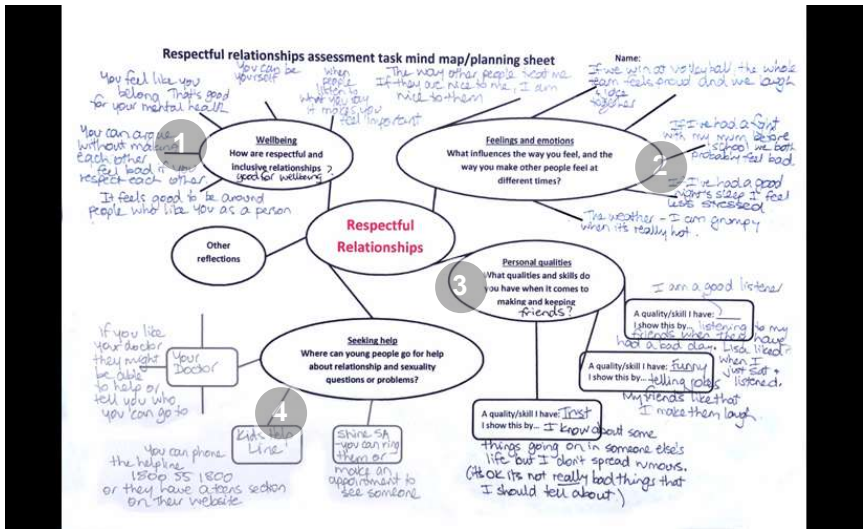 Respectful relationships assessment task mind map/planning sheet
Name:
You feel like you
belong. That's good
for your mental health
You can be
yourself
when
people
listen to
what you say
it makes you
feel important
The way other people treat me
If they are nice to me, I am
nice to them
If we win at volleyball, the whole
team feels proud and we laugh
together
1
You can argue
without making
each other
feel bad if you
respect each other.
It feels good to be around
people who like you as a person
Wellbeing
How are respectful and
inclusive relationships
good for wellbeing?
Feelings and emotions
What influences the way you feel, and the
way you make other people feel at
different times?
2
If I've had a fight
with my mum before
school we both
probably feel bad.
If I've had a good
night's sleep I feel
less stressed.
The weather - I am grumpy
when it's really hot.
Respectful
Relationships
Other
reflections
3
Personal qualities
What qualities and skills do
you have when it comes to
making and keeping
friends?
I am a good listener
A quality/skill I have:
I show this by... listening to my
friends when they have
had a bad day. Lisa liked
when I
just sat +
listened.
A quality/skill I have: Funny
I show this by... telling jokes
My friends like that
I make them laugh.
A quality/skill I have: Trust
I show this by... I know about some
things going on in someone else's
life but I don't spread rumours.
(its ok its not really bad things that
I should tell about)
Seeking help
Where can young people go for help
about relationship and sexuality
questions or problems?
If you like
your doctor
they might
be able
to help or
tell you who
you can go to
Your
Doctor
4
Kids Help
Line
You can phone
the helpline
1800 55 1800
or they have a teens section
on their website
Shine SA
- you can ring
them or
make an
appointment to
see someone